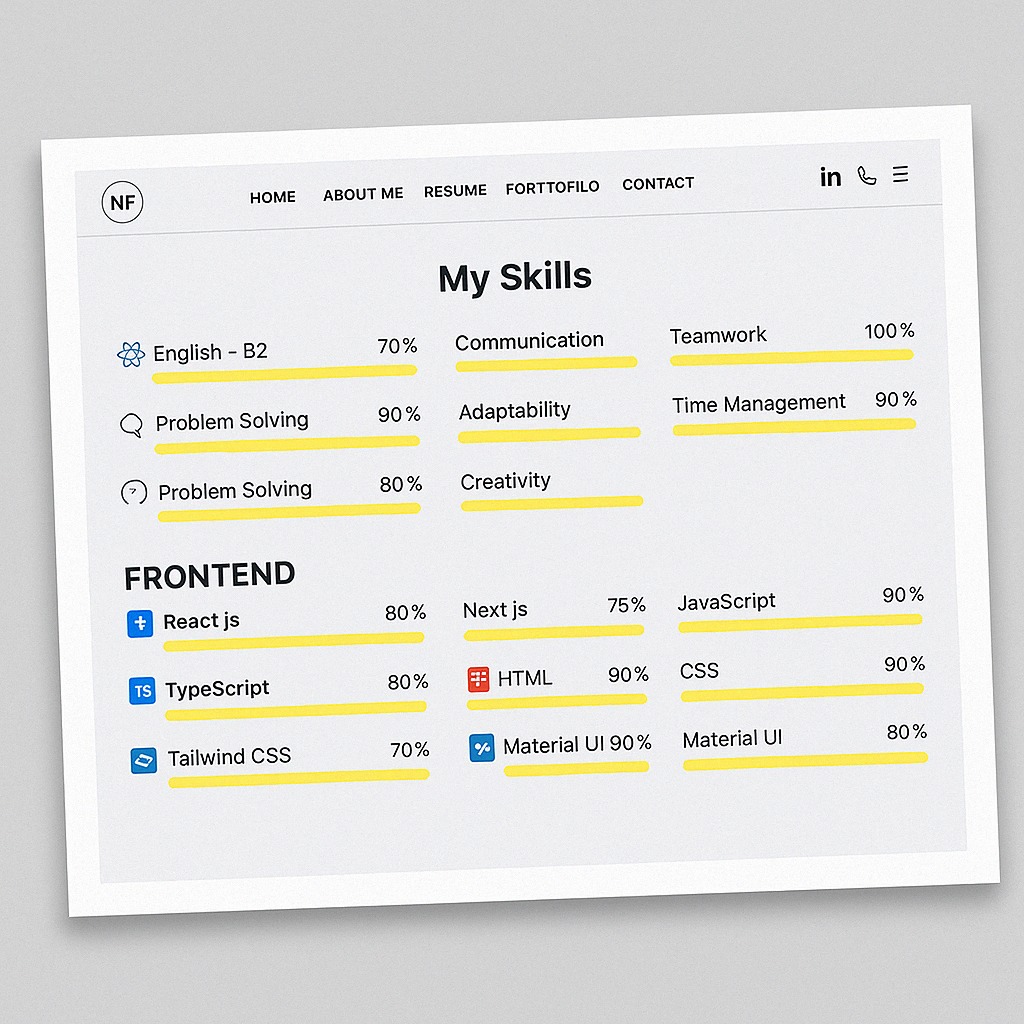 NF HOME ABOUT ME RESUME FORTTOFILO CONTACT in
My Skills
English - B2 70% Communication Teamwork 100%
Problem Solving 90% Adaptability Time Management 90%
Problem Solving 80% Creativity
FRONTEND
React js 80% Next js 75% JavaScript 90%
TS TypeScript 80% HTML 90% CSS 90%
Tailwind CSS 70% Material UI 90% Material UI 80%